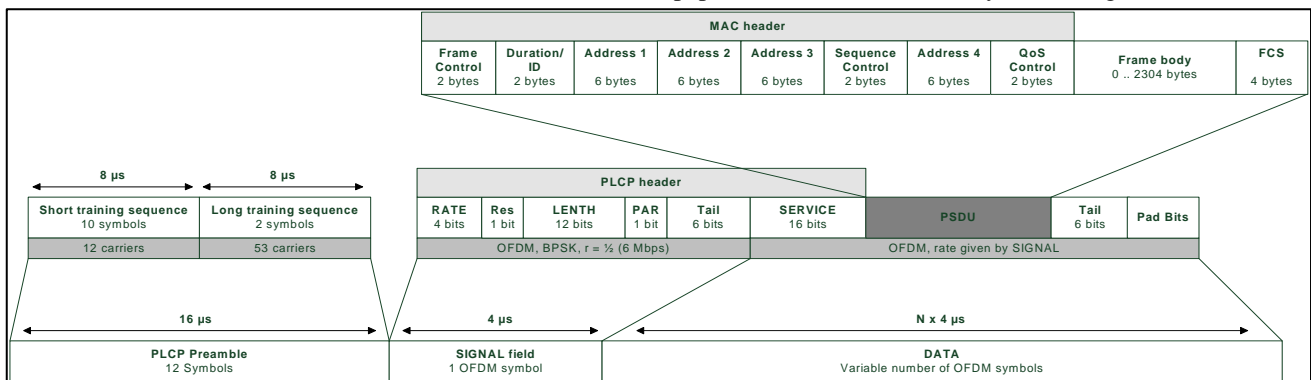 MAC header
Frame Control 2 bytes
Duration/ ID 2 bytes
Address 1 6 bytes
Address 2 6 bytes
Address 3 6 bytes
Sequence Control 2 bytes
Address 4 6 bytes
QoS Control 2 bytes
Frame body 0 .. 2304 bytes
FCS 4 bytes
8 µs
8 µs
PLCP header
Short training sequence 10 symbols
Long training sequence 2 symbols
RATE 4 bits
Res 1 bit
LENTH 12 bits
PAR 1 bit
Tail 6 bits
SERVICE 16 bits
PSDU
Tail 6 bits
Pad Bits
12 carriers
53 carriers
OFDM, BPSK, r = ½ (6 Mbps)
OFDM, rate given by SIGNAL
16 µs
4 µs
N x 4 µs
PLCP Preamble 12 Symbols
SIGNAL field 1 OFDM symbol
DATA Variable number of OFDM symbols